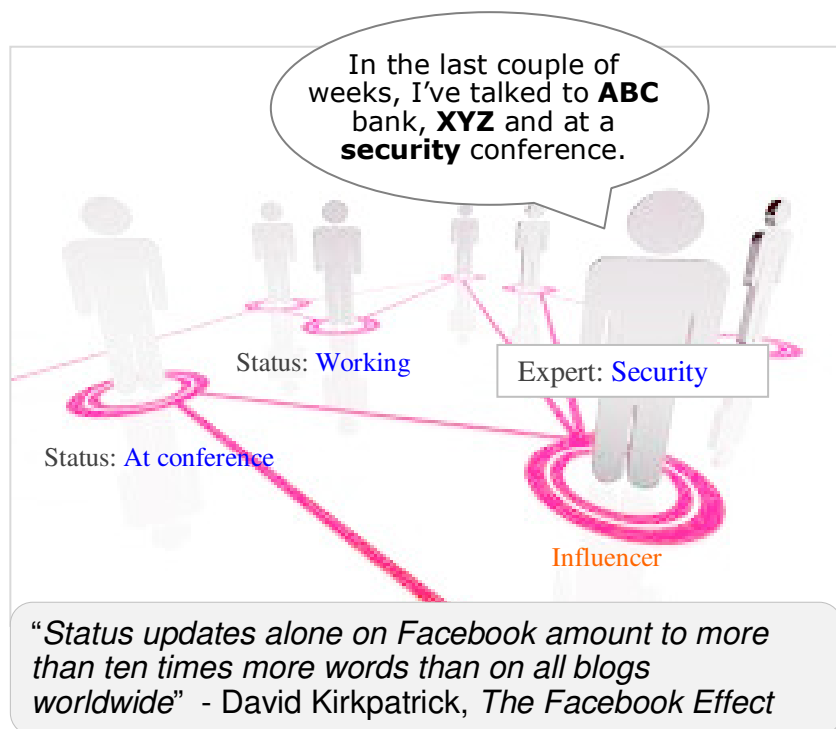 In the last couple of
weeks, I've talked to ABC
bank, XYZ and at a
security conference.
Status: Working
Expert: Security
Status: At conference
Influencer
“Status updates alone on Facebook amount to more
than ten times more words than on all blogs
worldwide” - David Kirkpatrick, The Facebook Effect